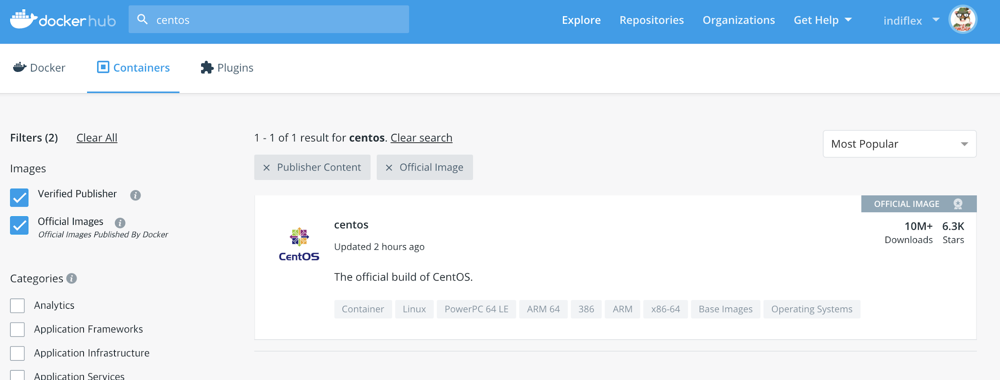 dockerhub
centos
Explore
Repositories
Organizations
Get Help
indiflex
ember
Docker
Containers
Plugins
Filters (2)
Clear All
Images
Verified Publisher
Official Images
Official Images Published By Docker
Categories
Analytics
Application Frameworks
Application Infrastructure
Application Services
1 - 1 of 1 result for centos. Clear search
Most Popular
Publisher Content
Official Image
OFFICIAL IMAGE
CentOS
centos
Updated 2 hours ago
10M+
Downloads
6.3K
Stars
The official build of CentOS.
Container
Linux
PowerPC 64 LE
ARM 64
386
ARM
x86-64
Base Images
Operating Systems